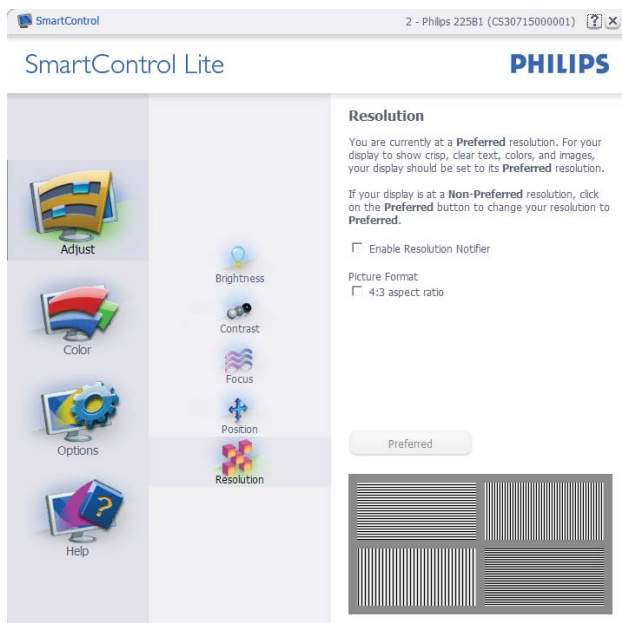 SmartControl
2 - Philips 225B1 (CS30715000001)
?
SmartControl Lite
PHILIPS
Adjust
Color
Options
?
Help
Brightness
Contrast
Focus
Position
Resolution
Resolution
You are currently at a Preferred resolution. For your
display to show crisp, clear text, colors, and images,
your display should be set to its Preferred resolution.
If your display is at a Non-Preferred resolution, click
on the Preferred button to change your resolution to
Preferred.
Enable Resolution Notifier
Picture Format
4:3 aspect ratio
Preferred